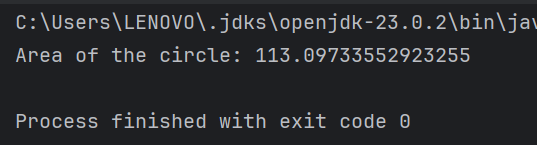 C:\Users\LENOVO\.jdks\openjdk-23.0.2\bin\jav
Area of the circle: 113.09733552923255
Process finished with exit code 0